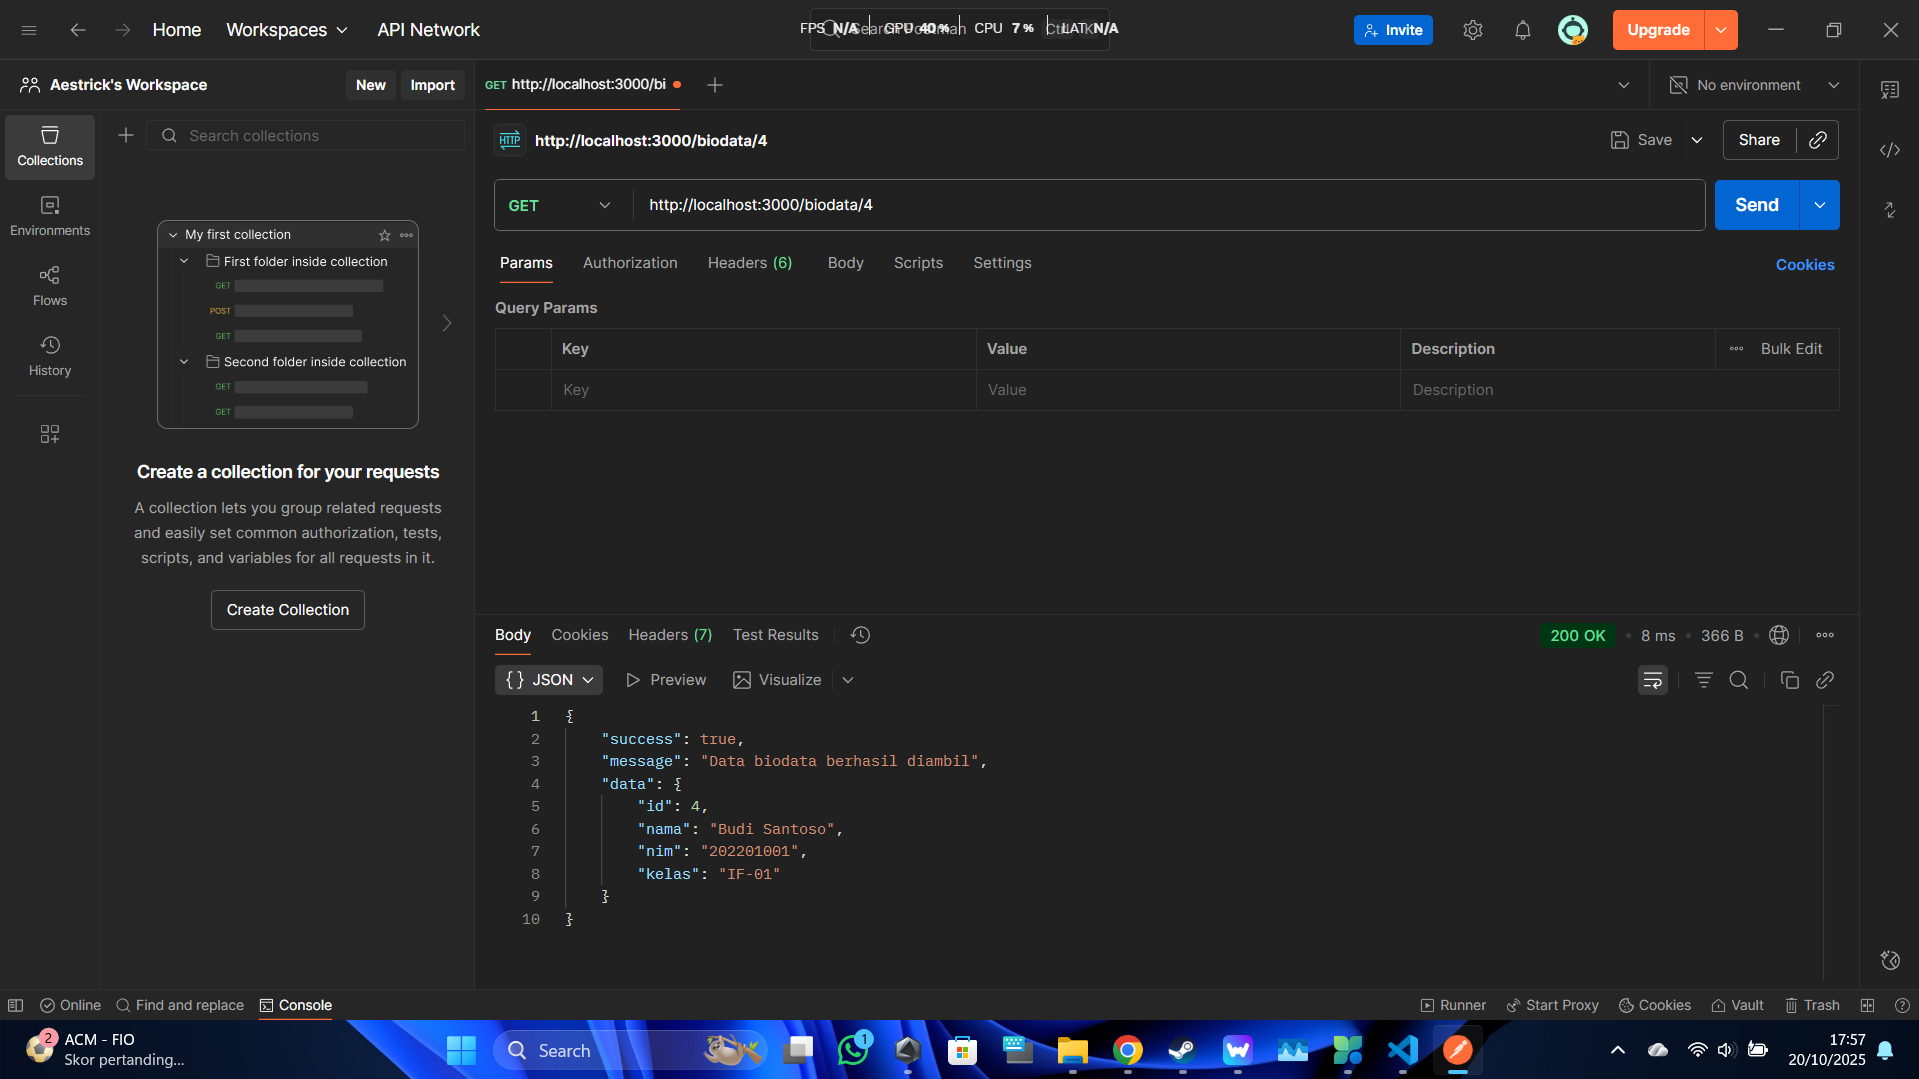 Home
Workspaces
API Network
FPS N/A GPU 40 % CPU 7 % LAT N/A
Search Postman Ctrl K
Invite
Upgrade
Aestrick's Workspace
New
Import
GET http://localhost:3000/bi
No environment
Search collections
Collections
Environments
Flows
History
My first collection
First folder inside collection
GET
POST
GET
Second folder inside collection
GET
GET
Create a collection for your requests
A collection lets you group related requests
and easily set common authorization, tests,
scripts, and variables for all requests in it.
Create Collection
HTTP http://localhost:3000/biodata/4
Save
Share
GET http://localhost:3000/biodata/4
Send
Params Authorization Headers (6) Body Scripts Settings
Cookies
Query Params
Key Value Description Bulk Edit
Key Value Description
Body Cookies Headers (7) Test Results
200 OK • 8 ms • 366 B •
{} JSON Preview Visualize
1 {
2 "success": true,
3 "message": "Data biodata berhasil diambil",
4 "data": {
5 "id": 4,
6 "nama": "Budi Santoso",
7 "nim": "202201001",
8 "kelas": "IF-01"
9 }
10 }
Online Find and replace Console
Runner Start Proxy Cookies Vault Trash
2
ACM - FIO
Skor pertanding...
Search
1
17:57
20/10/2025